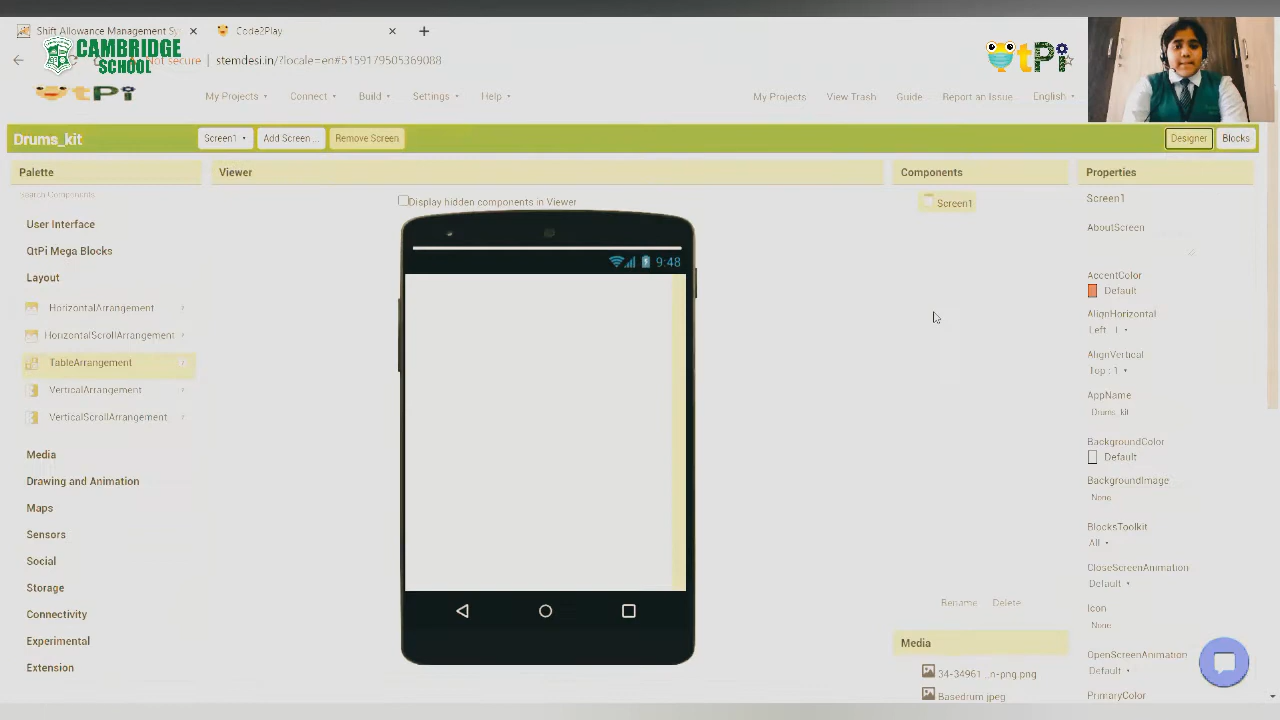 Shift Allowance Management Sy
Code2Play
CAMBRIDGE
SCHOOL
Not secure
stemdesi.in/?locale=en#5159179505369088
QtPi
My Projects
Connect
Build
Settings
Help
My Projects
View Trash
Guide
Report an Issue
English
Drums_kit
Screen1
Add Screen ...
Remove Screen
Designer
Blocks
Palette
Viewer
Components
Properties
Search Components
Display hidden components in Viewer
Screen1
Screen1
User Interface
AboutScreen
QtPi Mega Blocks
9:48
Layout
AccentColor
Default
HorizontalArrangement
AlignHorizontal
Left : 1
HorizontalScrollArrangement
TableArrangement
AlignVertical
Top : 1
VerticalArrangement
AppName
Drums_kit
VerticalScrollArrangement
BackgroundColor
Default
Media
Drawing and Animation
BackgroundImage
None
Maps
BlocksToolkit
All
Sensors
Social
CloseScreenAnimation
Default
Storage
Rename
Delete
Icon
None
Connectivity
Experimental
Media
OpenScreenAnimation
Default
Extension
34-34961 ...n-png.png
Basedrum.jpeg
PrimaryColor